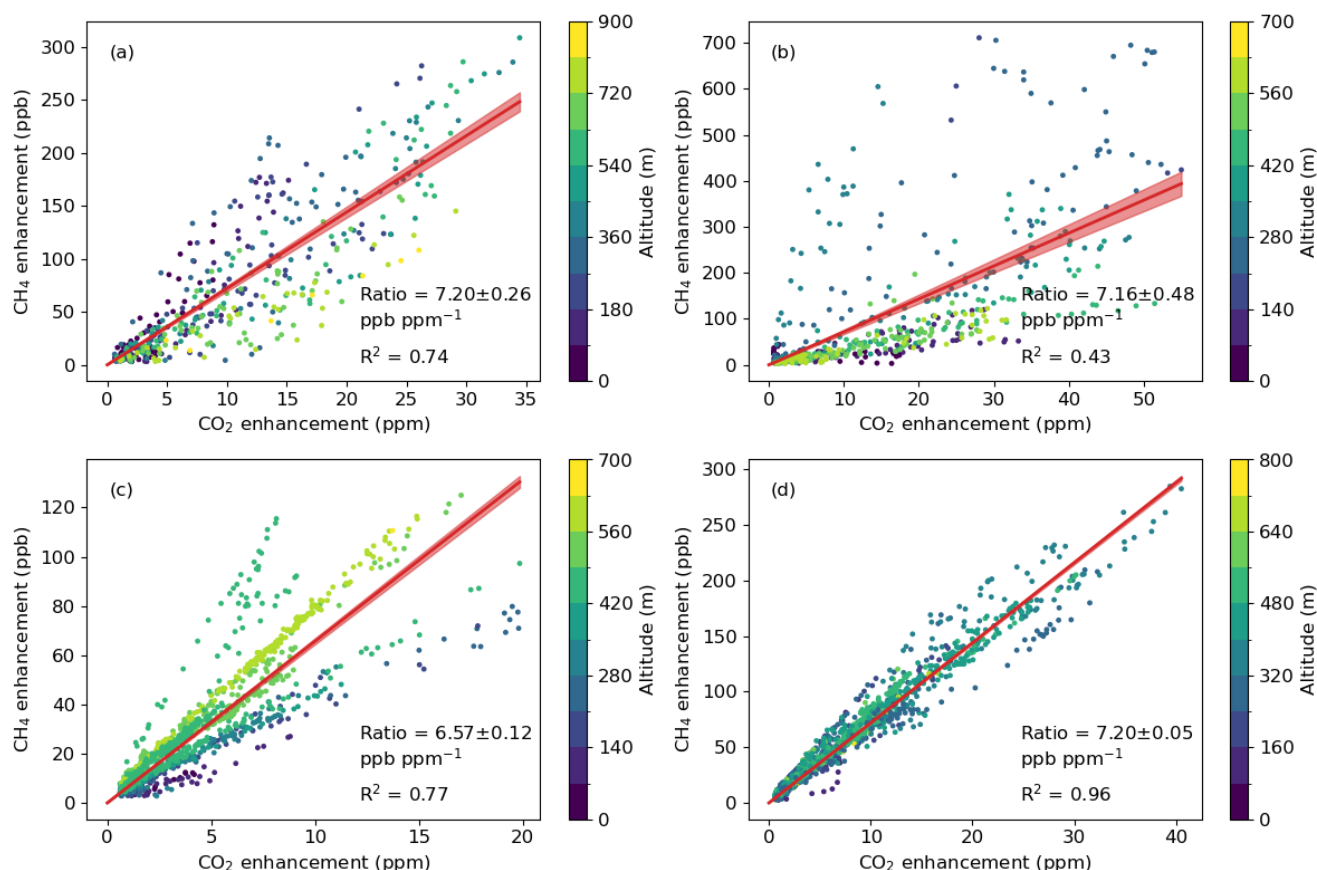 (a)
CH₄ enhancement (ppb)
300
250
200
150
100
50
0
0 5 10 15 20 25 30 35
CO₂ enhancement (ppm)
Ratio = 7.20±0.26
ppb ppm⁻¹
R² = 0.74
900
720
540
360
180
0
Altitude (m)
(b)
CH₄ enhancement (ppb)
700
600
500
400
300
200
100
0
0 10 20 30 40 50
CO₂ enhancement (ppm)
Ratio = 7.16±0.48
ppb ppm⁻¹
R² = 0.43
700
560
420
280
140
0
Altitude (m)
(c)
CH₄ enhancement (ppb)
120
100
80
60
40
20
0
0 5 10 15 20
CO₂ enhancement (ppm)
Ratio = 6.57±0.12
ppb ppm⁻¹
R² = 0.77
700
560
420
280
140
0
Altitude (m)
(d)
CH₄ enhancement (ppb)
300
250
200
150
100
50
0
0 10 20 30 40
CO₂ enhancement (ppm)
Ratio = 7.20±0.05
ppb ppm⁻¹
R² = 0.96
800
640
480
320
160
0
Altitude (m)